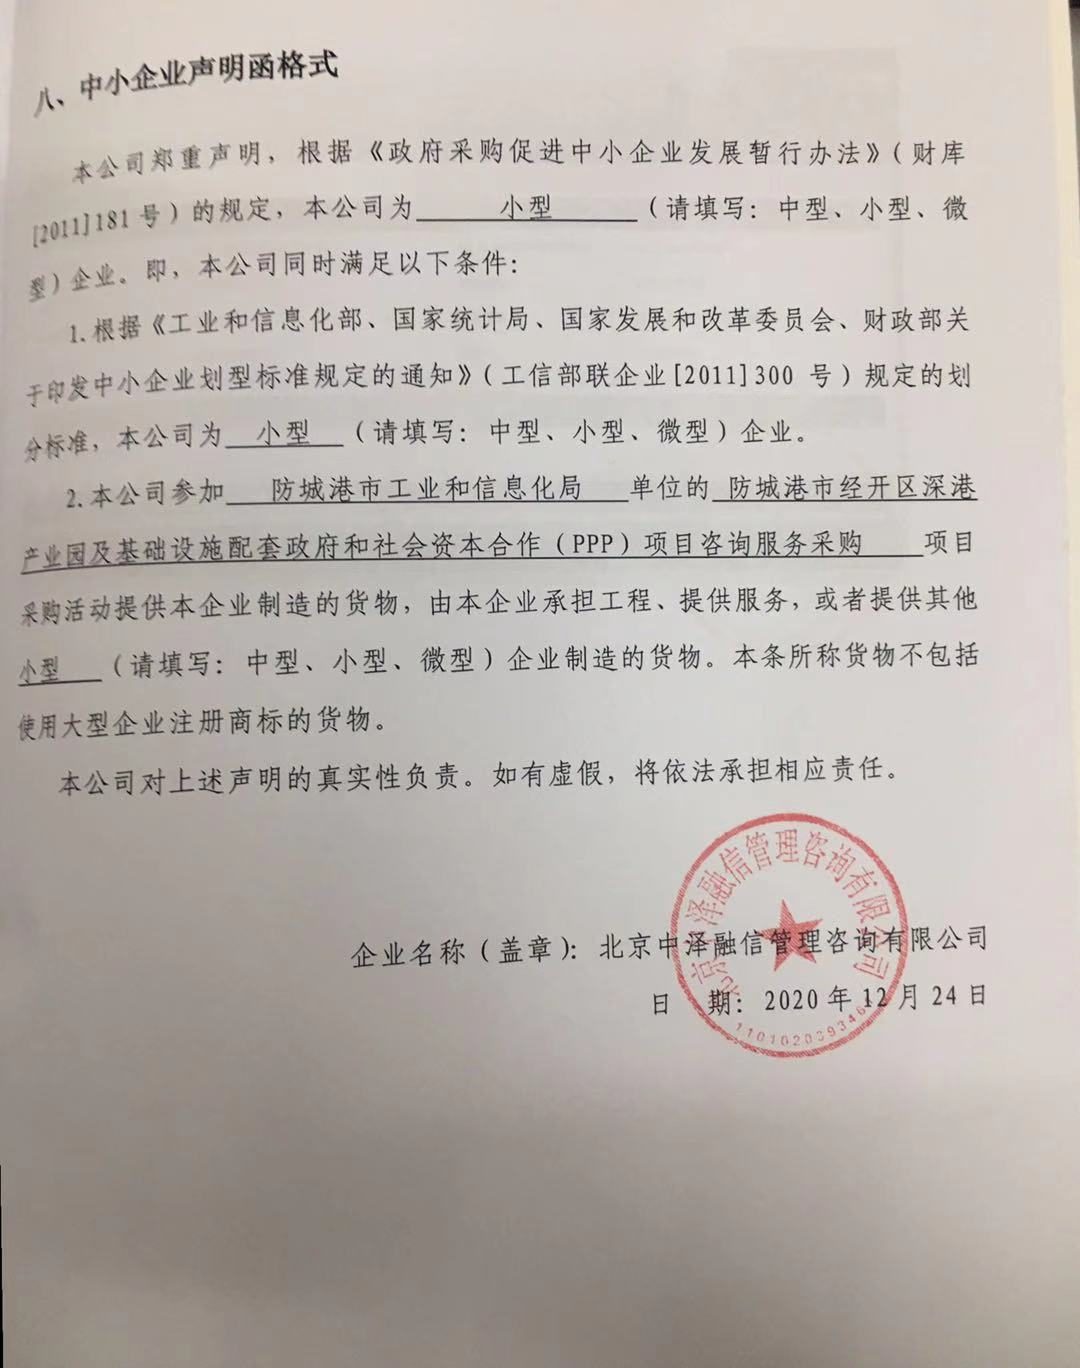 八、中小企业声明函格式
本公司郑重声明，根据《政府采购促进中小企业发展暂行办法》（财库
[2011]181 号）的规定，本公司为 小型 （请填写：中型、小型、微
型）企业。即，本公司同时满足以下条件：
1.根据《工业和信息化部、国家统计局、国家发展和改革委员会、财政部关
于印发中小企业划型标准规定的通知》（工信部联企业[2011]300 号）规定的划
分标准，本公司为 小型 （请填写：中型、小型、微型）企业。
2.本公司参加 防城港市工业和信息化局 单位的 防城港市经开区深港
产业园及基础设施配套政府和社会资本合作（PPP）项目咨询服务采购 项目
采购活动提供本企业制造的货物，由本企业承担工程、提供服务，或者提供其他
小型 （请填写：中型、小型、微型）企业制造的货物。本条所称货物不包括
使用大型企业注册商标的货物。
本公司对上述声明的真实性负责。如有虚假，将依法承担相应责任。
北京中泽融信管理咨询有限公司
企业名称（盖章）：北京中泽融信管理咨询有限公司
日 期：2020 年 12 月 24 日